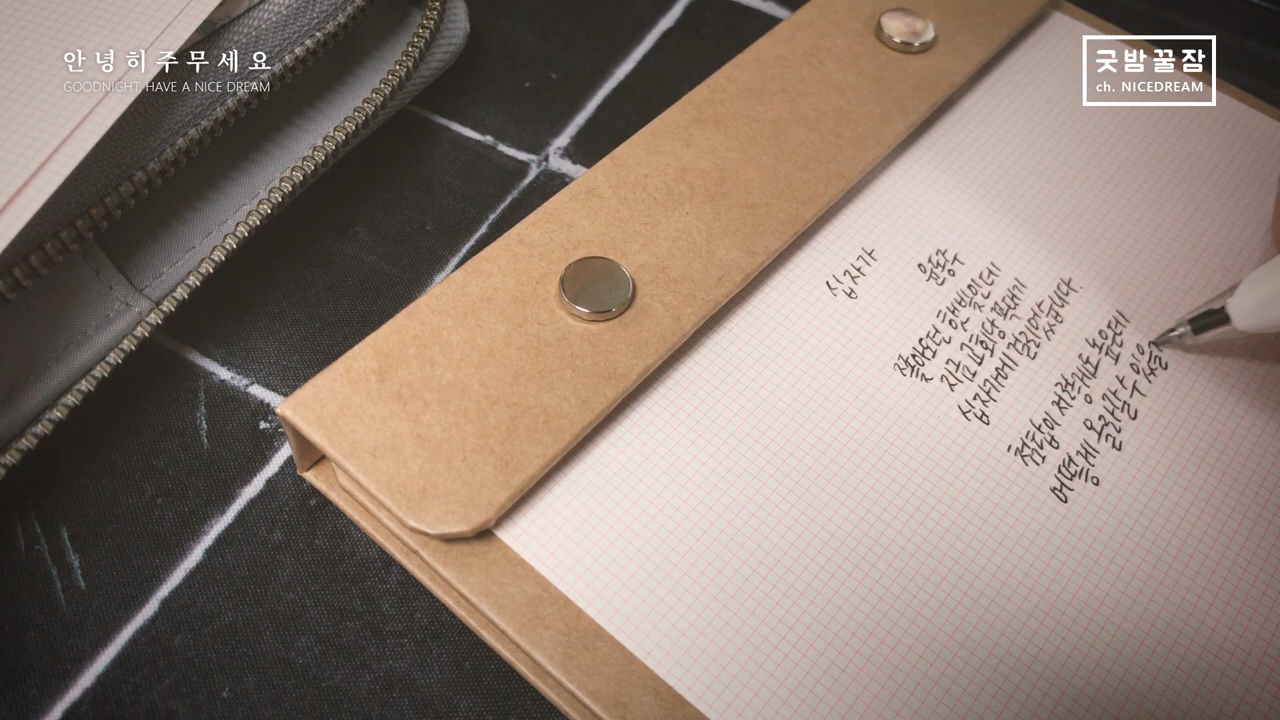 안녕히주무세요
GOODNIGHT, HAVE A NICE DREAM
굿밤꿀잠
ch. NICEDREAM
십자가
윤동주
쫓아오던 햇빛인데
지금 교회당 꼭대기
십자가에 걸리었습니다.
첨탑이 저렇게도 높은데
어떻게 올라갈 수 있을